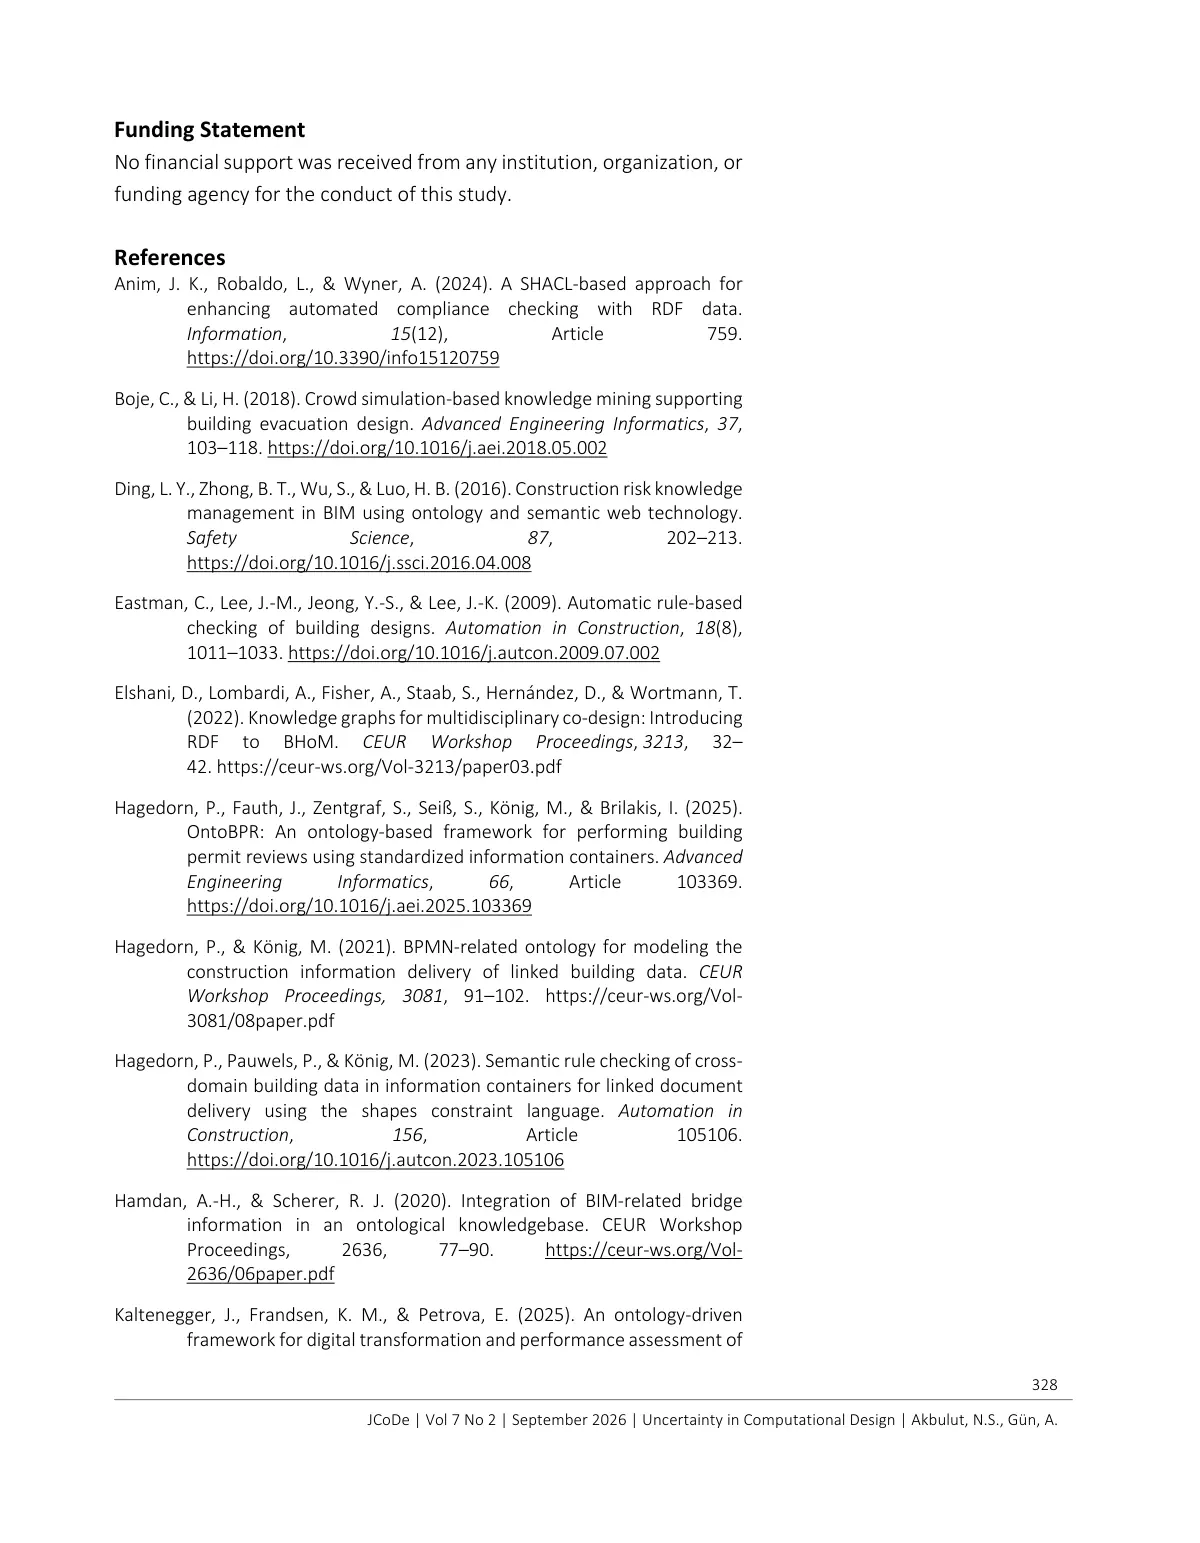 Funding Statement
No financial support was received from any institution, organization, or
funding agency for the conduct of this study.
References
Anim, J. K., Robaldo, L., & Wyner, A. (2024). A SHACL-based approach for
enhancing automated compliance checking with RDF data.
Information, 15(12), Article 759.
https://doi.org/10.3390/info15120759
Boje, C., & Li, H. (2018). Crowd simulation-based knowledge mining supporting
building evacuation design. Advanced Engineering Informatics, 37,
103–118. https://doi.org/10.1016/j.aei.2018.05.002
Ding, L. Y., Zhong, B. T., Wu, S., & Luo, H. B. (2016). Construction risk knowledge
management in BIM using ontology and semantic web technology.
Safety Science, 87, 202–213.
https://doi.org/10.1016/j.ssci.2016.04.008
Eastman, C., Lee, J.-M., Jeong, Y.-S., & Lee, J.-K. (2009). Automatic rule-based
checking of building designs. Automation in Construction, 18(8),
1011–1033. https://doi.org/10.1016/j.autcon.2009.07.002
Elshani, D., Lombardi, A., Fisher, A., Staab, S., Hernández, D., & Wortmann, T.
(2022). Knowledge graphs for multidisciplinary co-design: Introducing
RDF to BHoM. CEUR Workshop Proceedings, 3213, 32–
42. https://ceur-ws.org/Vol-3213/paper03.pdf
Hagedorn, P., Fauth, J., Zentgraf, S., Seiß, S., König, M., & Brilakis, I. (2025).
OntoBPR: An ontology-based framework for performing building
permit reviews using standardized information containers. Advanced
Engineering Informatics, 66, Article 103369.
https://doi.org/10.1016/j.aei.2025.103369
Hagedorn, P., & König, M. (2021). BPMN-related ontology for modeling the
construction information delivery of linked building data. CEUR
Workshop Proceedings, 3081, 91–102. https://ceur-ws.org/Vol-
3081/08paper.pdf
Hagedorn, P., Pauwels, P., & König, M. (2023). Semantic rule checking of cross-
domain building data in information containers for linked document
delivery using the shapes constraint language. Automation in
Construction, 156, Article 105106.
https://doi.org/10.1016/j.autcon.2023.105106
Hamdan, A.-H., & Scherer, R. J. (2020). Integration of BIM-related bridge
information in an ontological knowledgebase. CEUR Workshop
Proceedings, 2636, 77–90. https://ceur-ws.org/Vol-
2636/06paper.pdf
Kaltenegger, J., Frandsen, K. M., & Petrova, E. (2025). An ontology-driven
framework for digital transformation and performance assessment of
328
JCoDe | Vol 7 No 2 | September 2026 | Uncertainty in Computational Design | Akbulut, N.S., Gün, A.